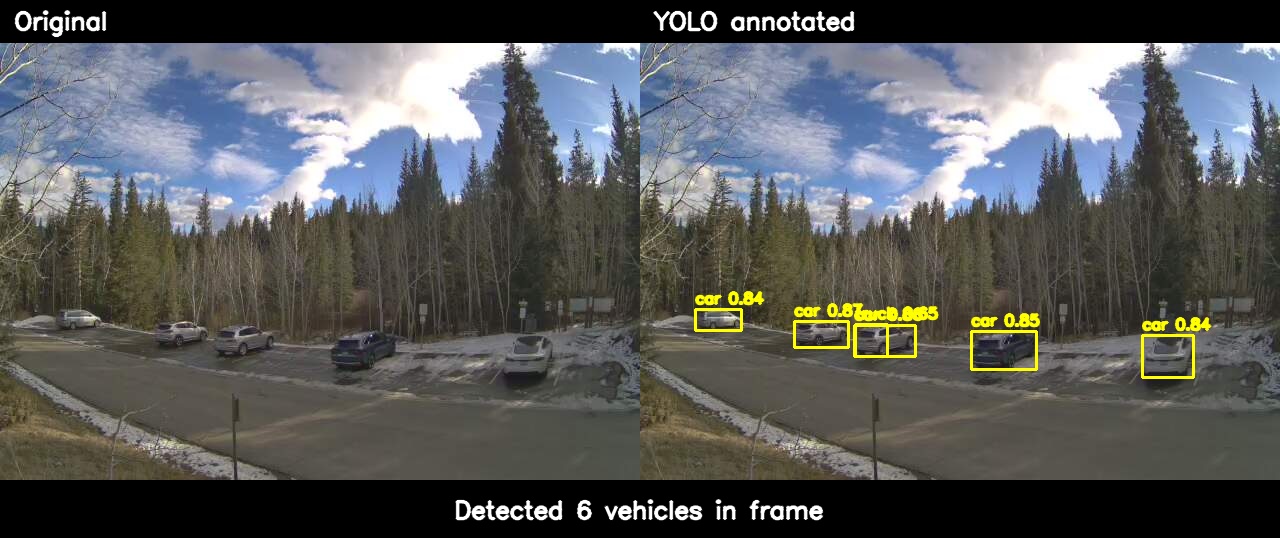 Original
YOLO annotated
car 0.84
car 0.87
car 0.85
car 0.84
Detected 6 vehicles in frame